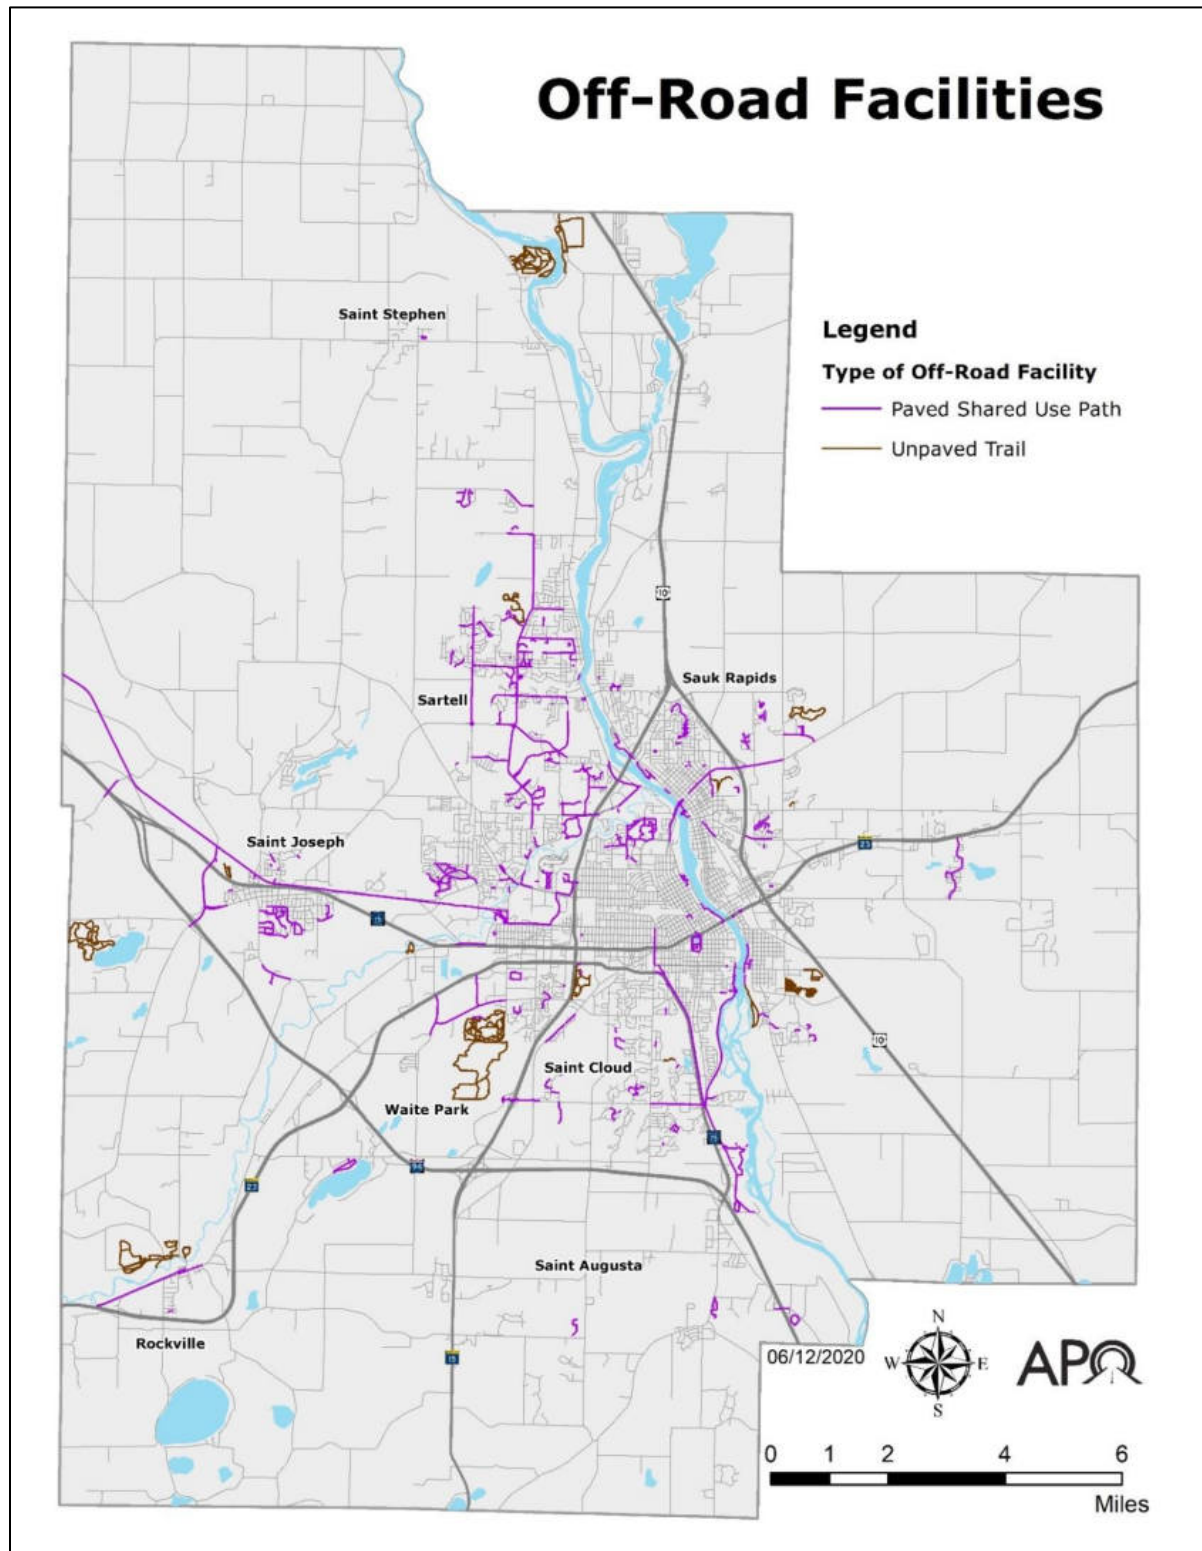 Off-Road Facilities
Saint Stephen
Legend
Type of Off-Road Facility
Paved Shared Use Path
Unpaved Trail
10
Sauk Rapids
Sartell
Saint Joseph
23
75
10
Saint Cloud
Waite Park
75
94
23
Saint Augusta
Rockville
15
06/12/2020
N
W
E
S
APO
0 1 2 4 6
Miles